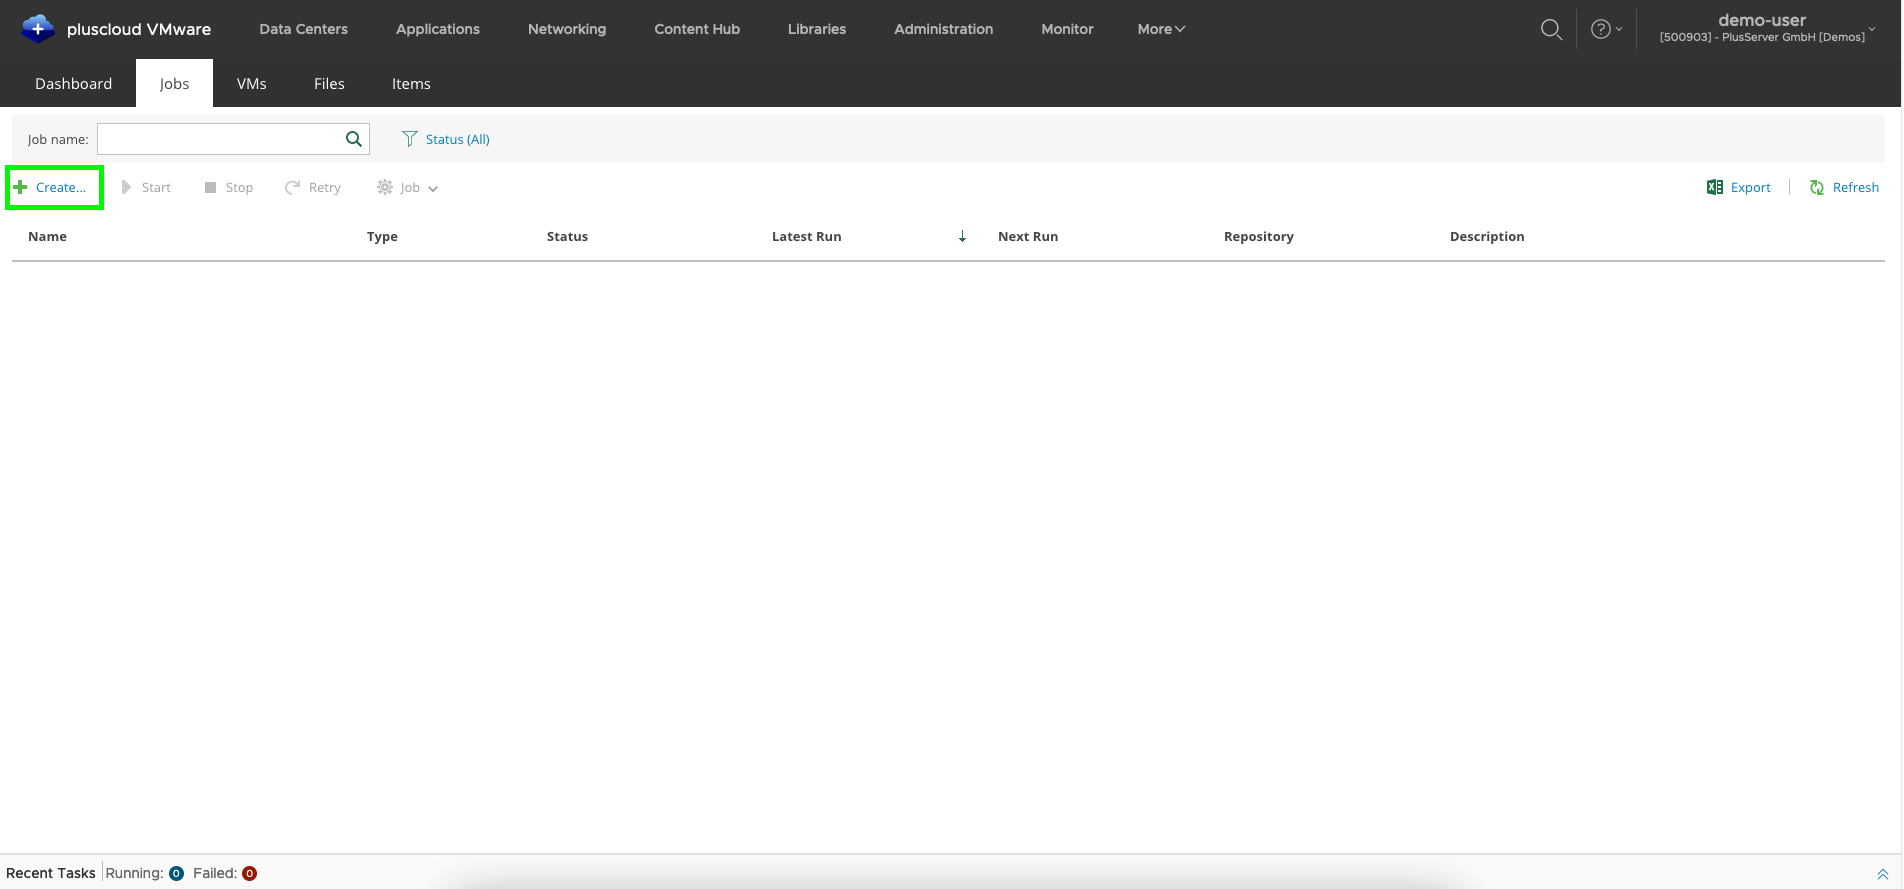 pluscloud VMware Data Centers Applications Networking Content Hub Libraries Administration Monitor More demo-user
[500903] - PlusServer GmbH [Demos]
Dashboard Jobs VMs Files Items
Job name: Status (All)
Create... Start Stop Retry Job Export Refresh
Name Type Status Latest Run Next Run Repository Description
Recent Tasks Running: 0 Failed: 0